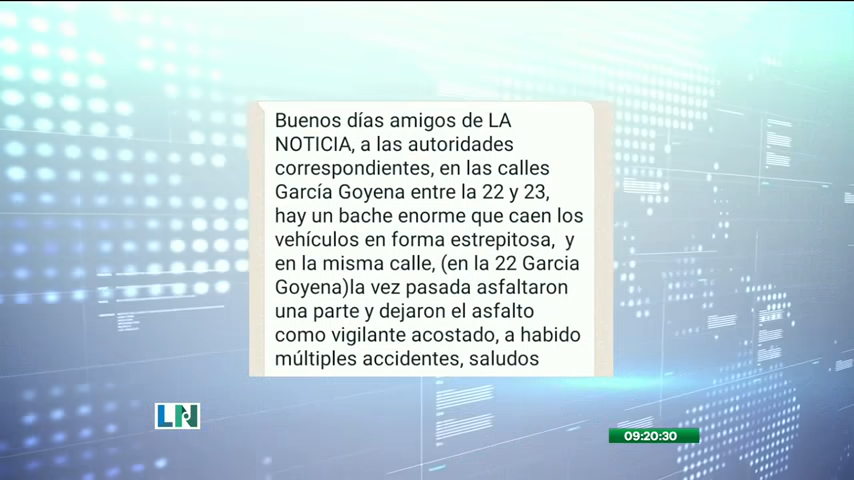 Buenos días amigos de LA
NOTICIA, a las autoridades
correspondientes, en las calles
García Goyena entre la 22 y 23,
hay un bache enorme que caen los
vehículos en forma estrepitosa,  y
en la misma calle, (en la 22 Garcia
Goyena)la vez pasada asfaltaron
una parte y dejaron el asfalto
como vigilante acostado, a habido
múltiples accidentes, saludos
LN
09:20:30